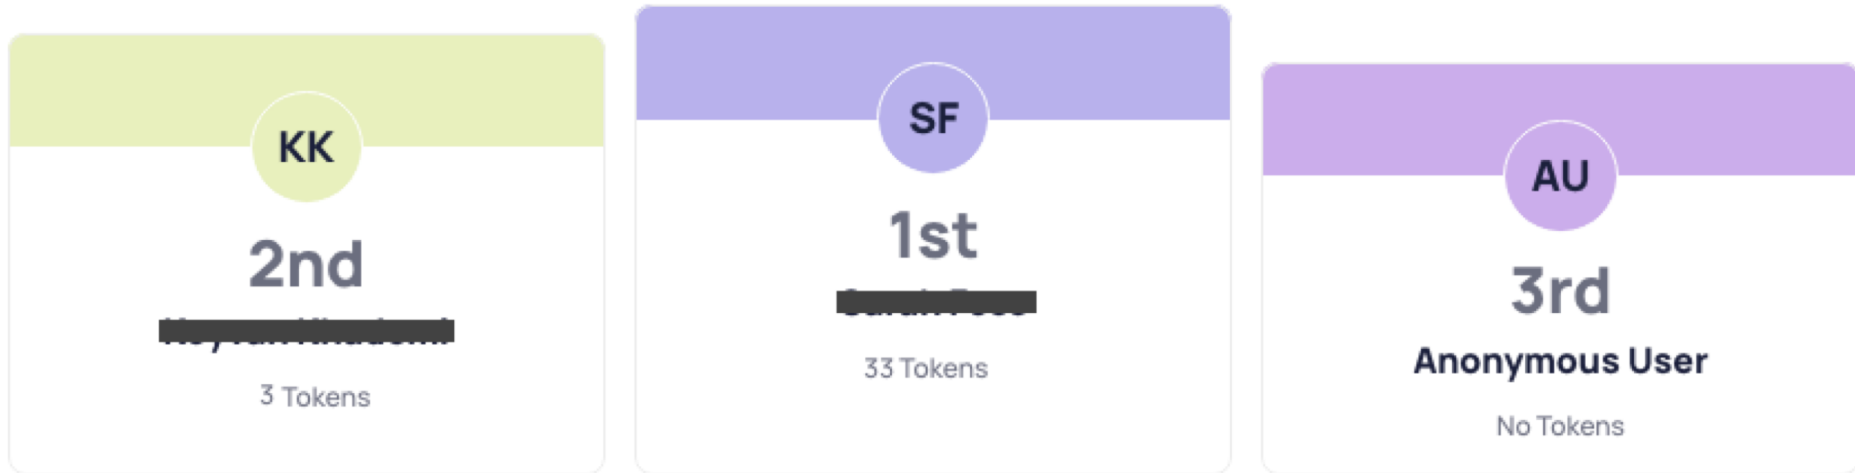 KK
2nd
3 Tokens
SF
1st
33 Tokens
AU
3rd
Anonymous User
No Tokens